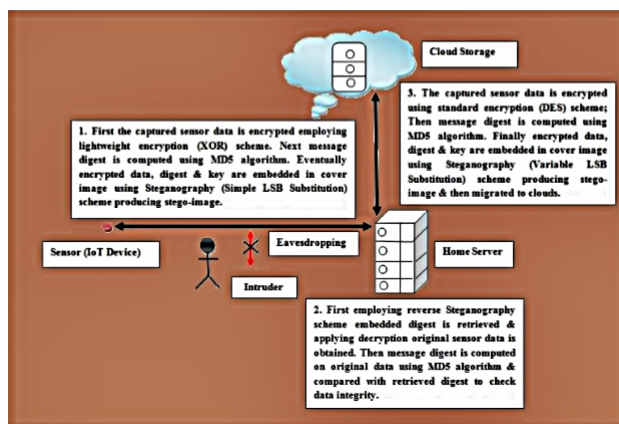 Cloud Storage
3. The captured sensor data is encrypted
using standard encryption (DES) scheme;
Then message digest is computed using
MD5 algorithm. Finally encrypted data,
digest & key are embedded in cover image
using Steganography (Variable LSB
Substitution) scheme producing stego-
image & then migrated to clouds.
1. First the captured sensor data is encrypted employing
lightweight encryption (XOR) scheme. Next message
digest is computed using MD5 algorithm. Eventually
encrypted data, digest & key are embedded in cover
image using Steganography (Simple LSB Substitution)
scheme producing stego-image.
Sensor (IoT Device)
Eavesdropping
Intruder
Home Server
2. First employing reverse Steganography
scheme embedded digest is retrieved &
applying decryption original sensor data is
obtained. Then message digest is computed
on original data using MD5 algorithm &
compared with retrieved digest to check
data integrity.